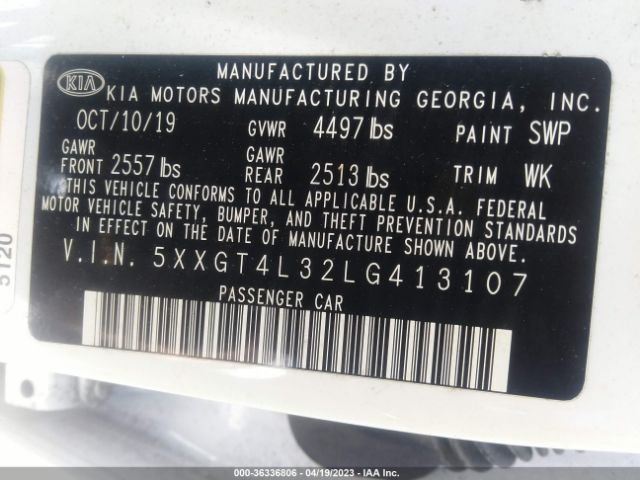 MANUFACTURED BY
KIA
KIA MOTORS MANUFACTURING GEORGIA, INC.
OCT/10/19 GVWR 4497 lbs PAINT SWP
GAWR FRONT 2557 lbs GAWR REAR 2513 lbs TRIM WK
THIS VEHICLE CONFORMS TO ALL APPLICABLE U.S.A. FEDERAL
MOTOR VEHICLE SAFETY, BUMPER, AND THEFT PREVENTION STANDARDS
IN EFFECT ON THE DATE OF MANUFACTURE SHOWN ABOVE.
V.I.N. 5XXGT4L32LG413107
PASSENGER CAR
5120
000-36336806 - 04/19/2023 - IAA Inc.